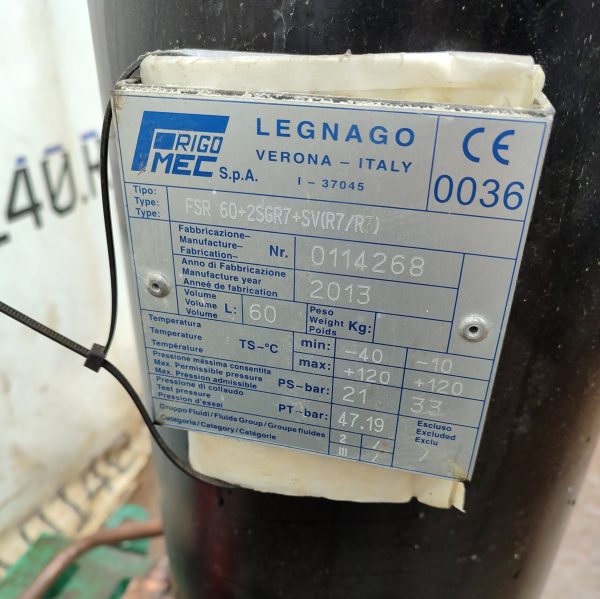 FRIGO
MEC
S.p.A.
LEGNAGO
VERONA - ITALY
I - 37045
CE
0036
Tipo:
Type:
Type:
FSR 60+2SGR7+SV(R7/R7)
Fabbricazione-
Manufacture-
Fabrication-
Nr.
0114268
Anno di Fabbricazione
Manufacture year
Anneé de fabrication
2013
Volume
Volume
Volume
L:
60
Peso
Weight
Poids
Kg:
Temperatura
Temperature
Température
TS-°C
min:
-40
-10
max:
+120
+120
Pressione màssima consentita
Max. Permissible pressure
Max. Pression admissible
PS-bar:
21
33
Pressione di collaudo
Test pressure
Pression d'essai
PT-bar:
47.19
Escluso
Excluded
Exclu
Gruppo Fluidi/Fluids Group/Groupe fluides
2
/
Categoria/Category/Catégorie
III
/
/
40.